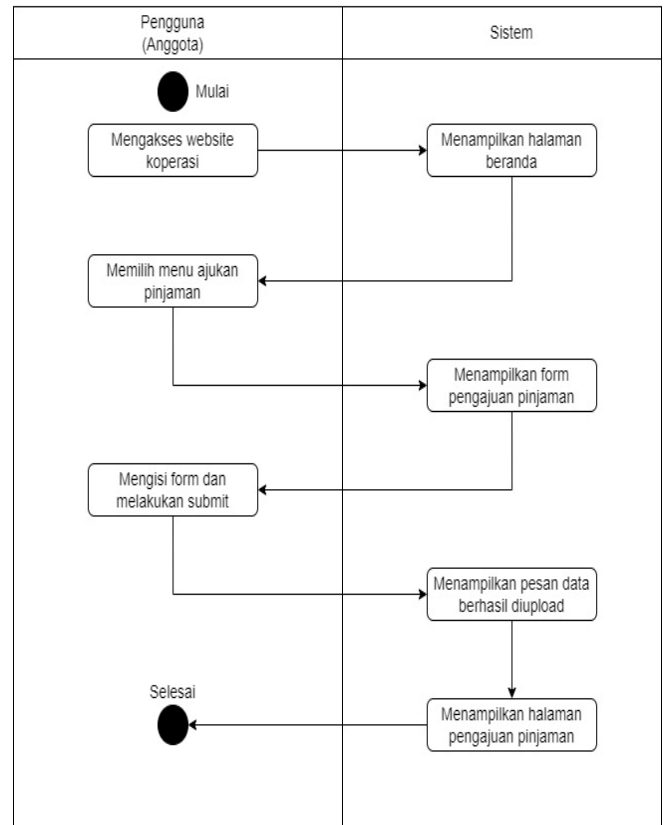 Pengguna
(Anggota)
Sistem
Mulai
Mengakses website
koperasi
Menampilkan halaman
beranda
Memilih menu ajukan
pinjaman
Menampilkan form
pengajuan pinjaman
Mengisi form dan
melakukan submit
Menampilkan pesan data
berhasil diupload
Selesai
Menampilkan halaman
pengajuan pinjaman